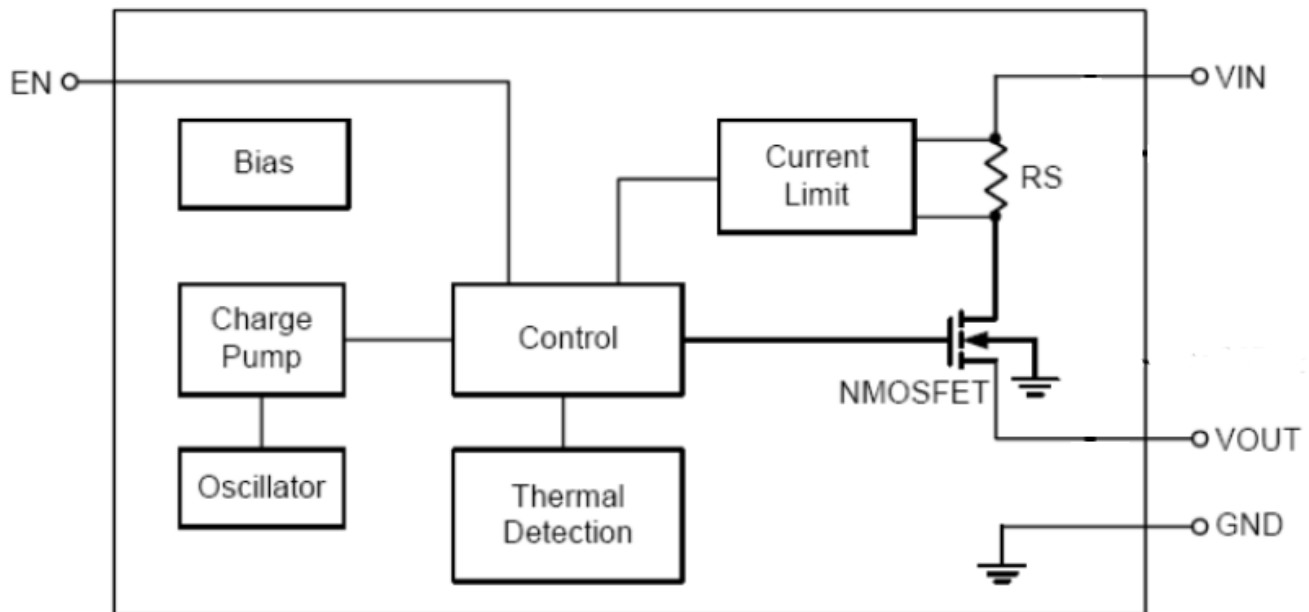 EN
VIN
Bias
Current
Limit
RS
Charge
Pump
Control
NMOSFET
VOUT
Oscillator
Thermal
Detection
GND